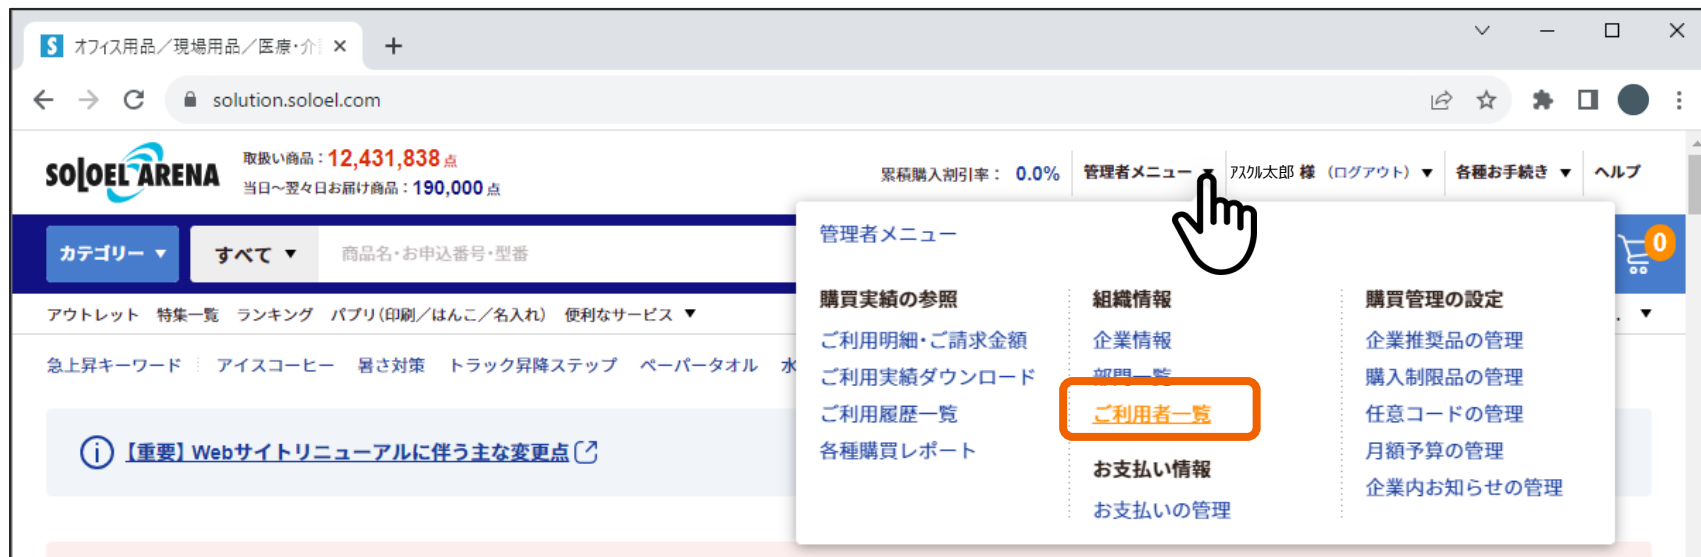 オフィス用品／現場用品／医療・介
solution.soloel.com
SOLOEL ARENA
取扱い商品：12,431,838点
当日～翌々日お届け商品：190,000点
累積購入割引率： 0.0%
管理者メニュー ▼
アスクル太郎 様 （ログアウト） ▼
各種お手続き ▼
ヘルプ
カテゴリー ▼
すべて ▼
商品名・お申込番号・型番
0
アウトレット 特集一覧 ランキング パプリ（印刷／はんこ／名入れ） 便利なサービス ▼
急上昇キーワード アイスコーヒー 暑さ対策 トラック昇降ステップ ペーパータオル 水
【重要】Webサイトリニューアルに伴う主な変更点
管理者メニュー
購買実績の参照
ご利用明細・ご請求金額
ご利用実績ダウンロード
ご利用履歴一覧
各種購買レポート
組織情報
企業情報
部門一覧
ご利用者一覧
お支払い情報
お支払いの管理
購買管理の設定
企業推奨品の管理
購入制限品の管理
任意コードの管理
月額予算の管理
企業内お知らせの管理